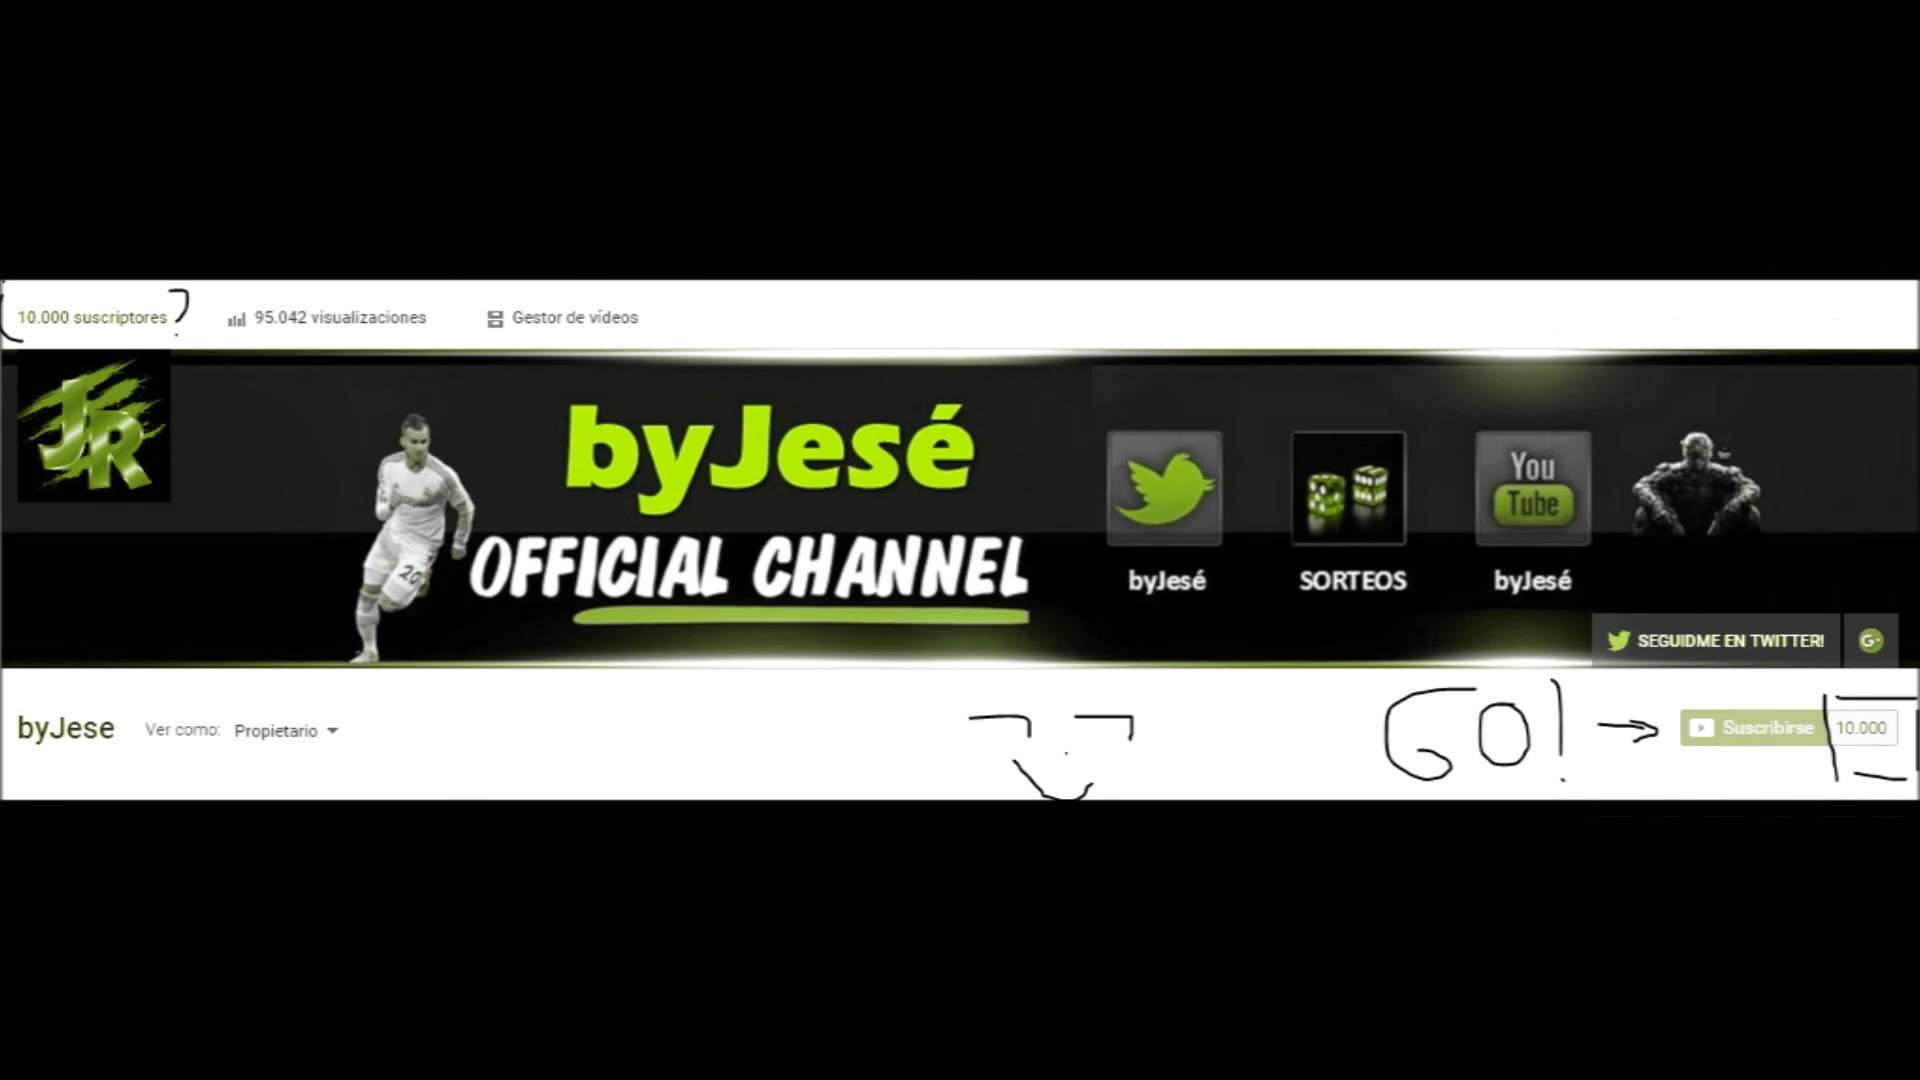 10.000 suscriptores
95.042 visualizaciones
Gestor de vídeos
JR
byJesé
OFFICIAL CHANNEL
20
byJesé
SORTEOS
You
Tube
byJesé
SEGUIDME EN TWITTER!
G+
byJese
Ver como: Propietario
GO!
Suscribirse
10.000